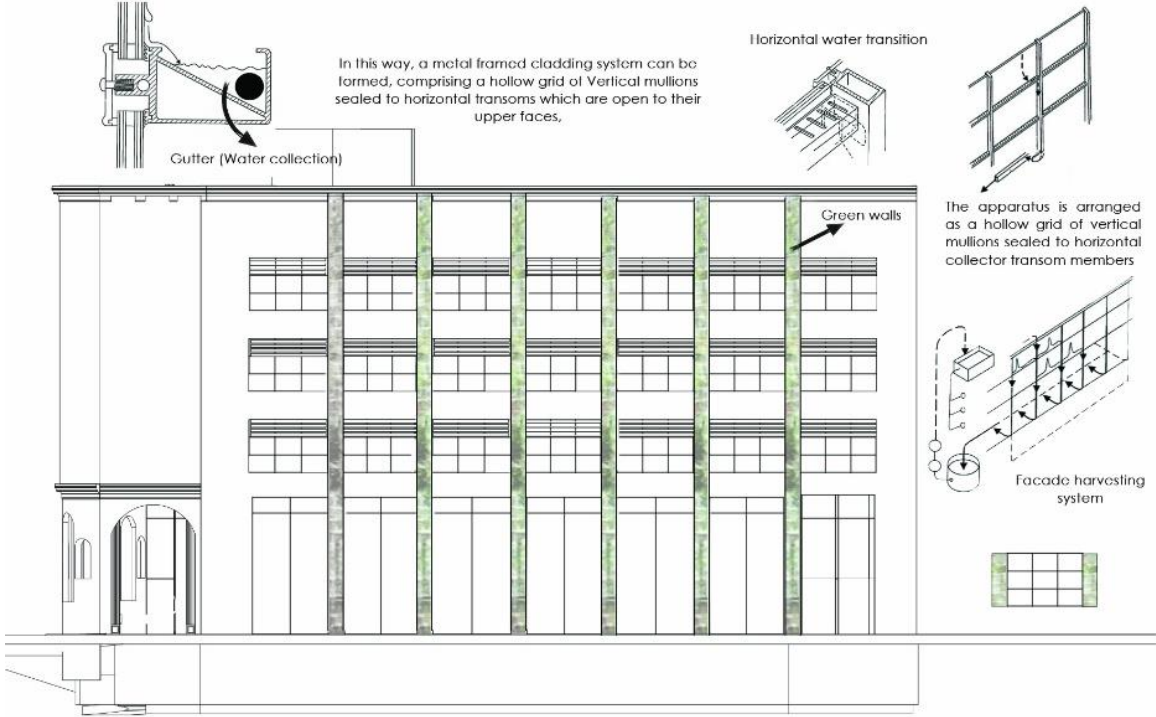 In this way, a metal framed cladding system can be
formed, comprising a hollow grid of Vertical mullions
sealed to horizontal transoms which are open to their
upper faces,
Gutter (Water collection)
Horizontal water transition
Green walls
The apparatus is arranged
as a hollow grid of vertical
mullions sealed to horizontal
collector transom members
Facade harvesting
system